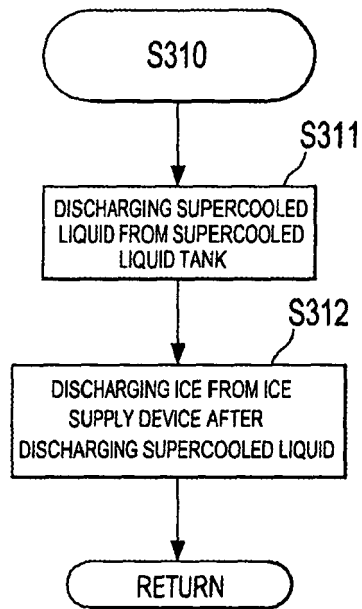 S310
S311
DISCHARGING SUPERCOOLED
LIQUID FROM SUPERCOOLED
LIQUID TANK
S312
DISCHARGING ICE FROM ICE
SUPPLY DEVICE AFTER
DISCHARGING SUPERCOOLED LIQUID
RETURN